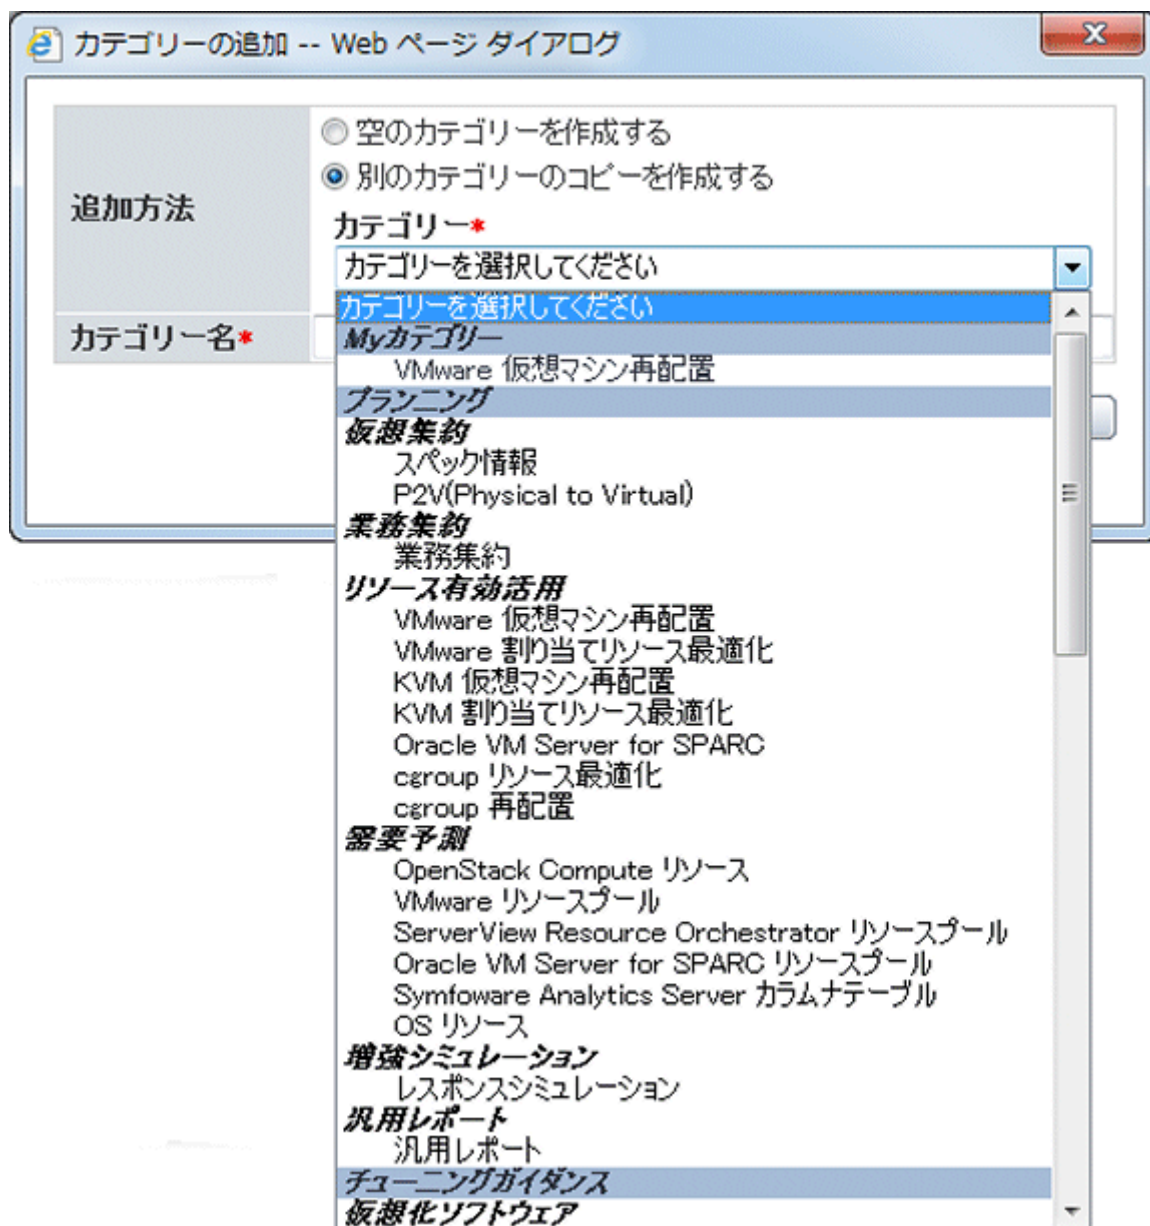 カテゴリーの追加 -- Web ページ ダイアログ
空のカテゴリーを作成する
別のカテゴリーのコピーを作成する
追加方法
カテゴリー*
カテゴリーを選択してください
カテゴリーを選択してください
カテゴリー名*
Myカテゴリー
VMware 仮想マシン再配置
プランニング
仮想集約
スペック情報
P2V(Physical to Virtual)
業務集約
業務集約
リソース有効活用
VMware 仮想マシン再配置
VMware 割り当てリソース最適化
KVM 仮想マシン再配置
KVM 割り当てリソース最適化
Oracle VM Server for SPARC
cgroup リソース最適化
cgroup 再配置
需要予測
OpenStack Compute リソース
VMware リソースプール
ServerView Resource Orchestrator リソースプール
Oracle VM Server for SPARC リソースプール
Symfoware Analytics Server カラムナテーブル
OS リソース
増強シミュレーション
レスポンスシミュレーション
汎用レポート
汎用レポート
チューニングガイダンス
仮想化ソフトウェア